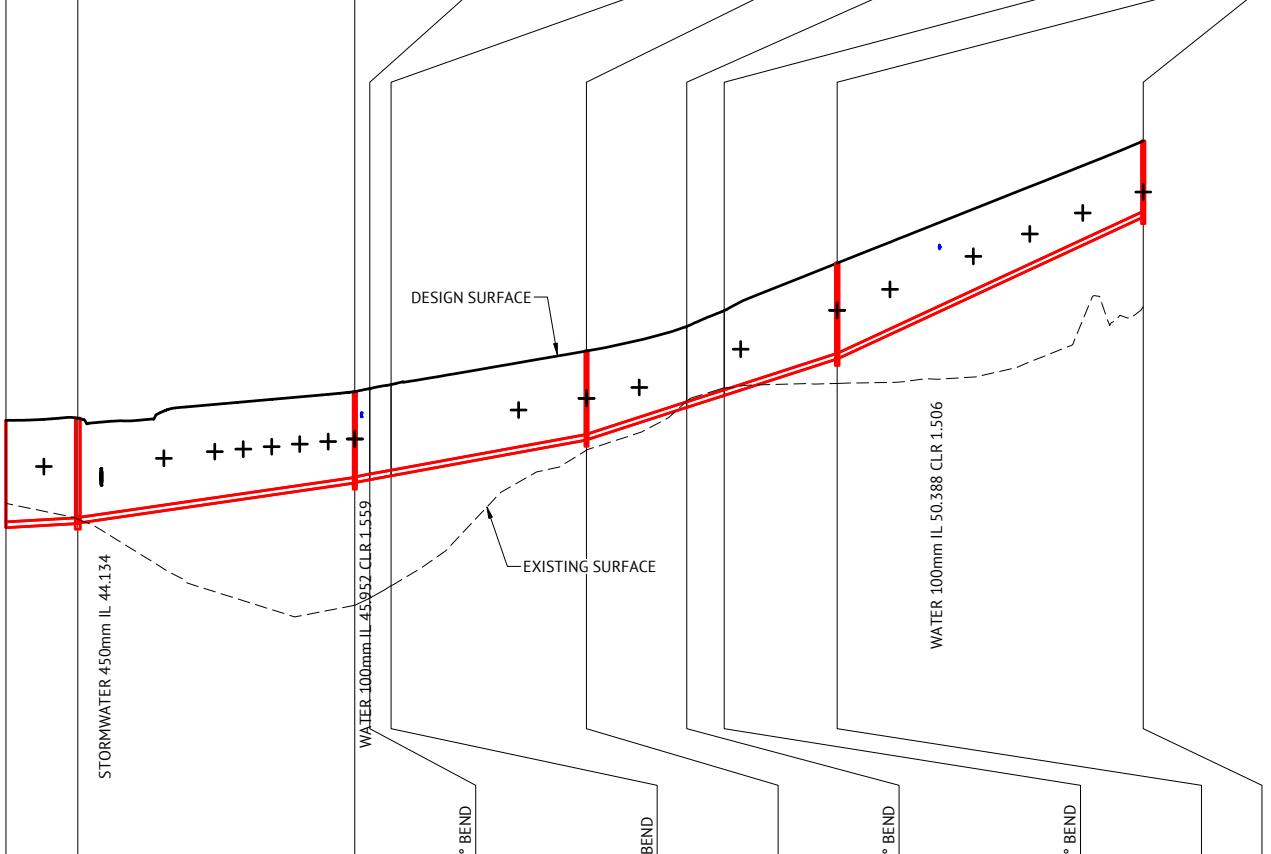 DESIGN SURFACE
EXISTING SURFACE
STORMWATER 450mm IL 44.134
WATER 100mm IL 45.952 CLR 1.559
WATER 100mm IL 50.388 CLR 1.506
° BEND
BEND
° BEND
° BEND